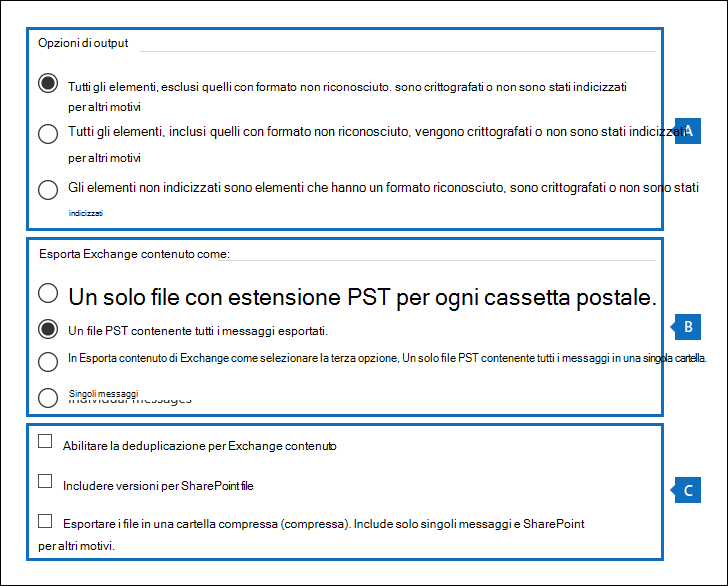 Opzioni di output
Tutti gli elementi, esclusi quelli con formato non riconosciuto. sono crittografati o non sono stati indicizzati
per altri motivi
Tutti gli elementi, inclusi quelli con formato non riconosciuto, vengono crittografati o non sono stati indicizzati
A
per altri motivi
Gli elementi non indicizzati sono elementi che hanno un formato riconosciuto, sono crittografati o non sono stati
indicizzati
Esporta Exchange contenuto come:
Un solo file con estensione PST per ogni cassetta postale.
Un file PST contenente tutti i messaggi esportati.
B
In Esporta contenuto di Exchange come selezionare la terza opzione, Un solo file PST contenente tutti i messaggi in una singola cartella.
Singoli messaggi
Individual messages
Abilitare la deduplicazione per Exchange contenuto
Includere versioni per SharePoint file
C
Esportare i file in una cartella compressa (compressa). Include solo singoli messaggi e SharePoint
per altri motivi.